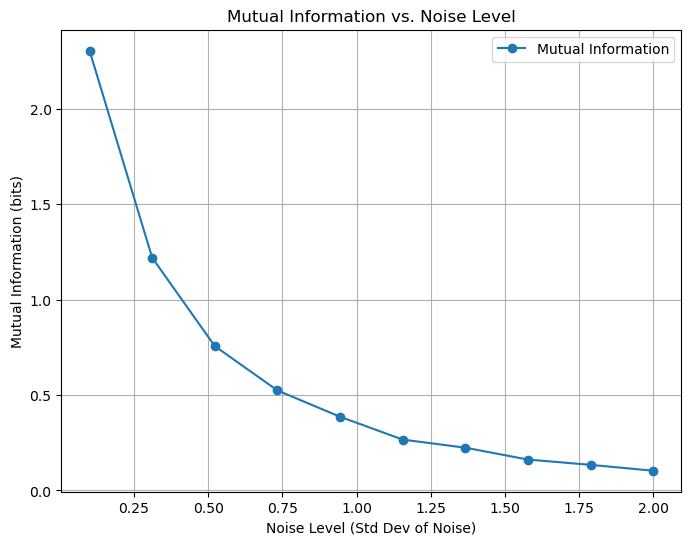 Mutual Information vs. Noise Level
Mutual Information
Mutual Information (bits)
2.0
1.5
1.0
0.5
0.0
0.25 0.50 0.75 1.00 1.25 1.50 1.75 2.00
Noise Level (Std Dev of Noise)